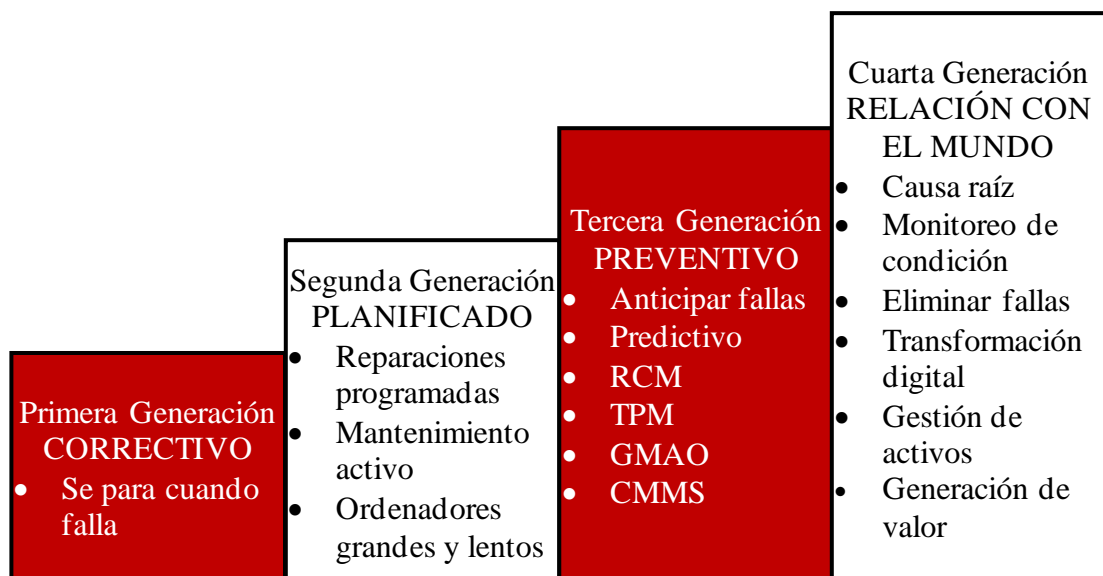 Primera Generación
CORRECTIVO
• Se para cuando
falla
Segunda Generación
PLANIFICADO
• Reparaciones
programadas
• Mantenimiento
activo
• Ordenadores
grandes y lentos
Tercera Generación
PREVENTIVO
• Anticipar fallas
• Predictivo
• RCM
• TPM
• GMAO
• CMMS
Cuarta Generación
RELACIÓN CON
EL MUNDO
• Causa raíz
• Monitoreo de
condición
• Eliminar fallas
• Transformación
digital
• Gestión de
activos
• Generación de
valor